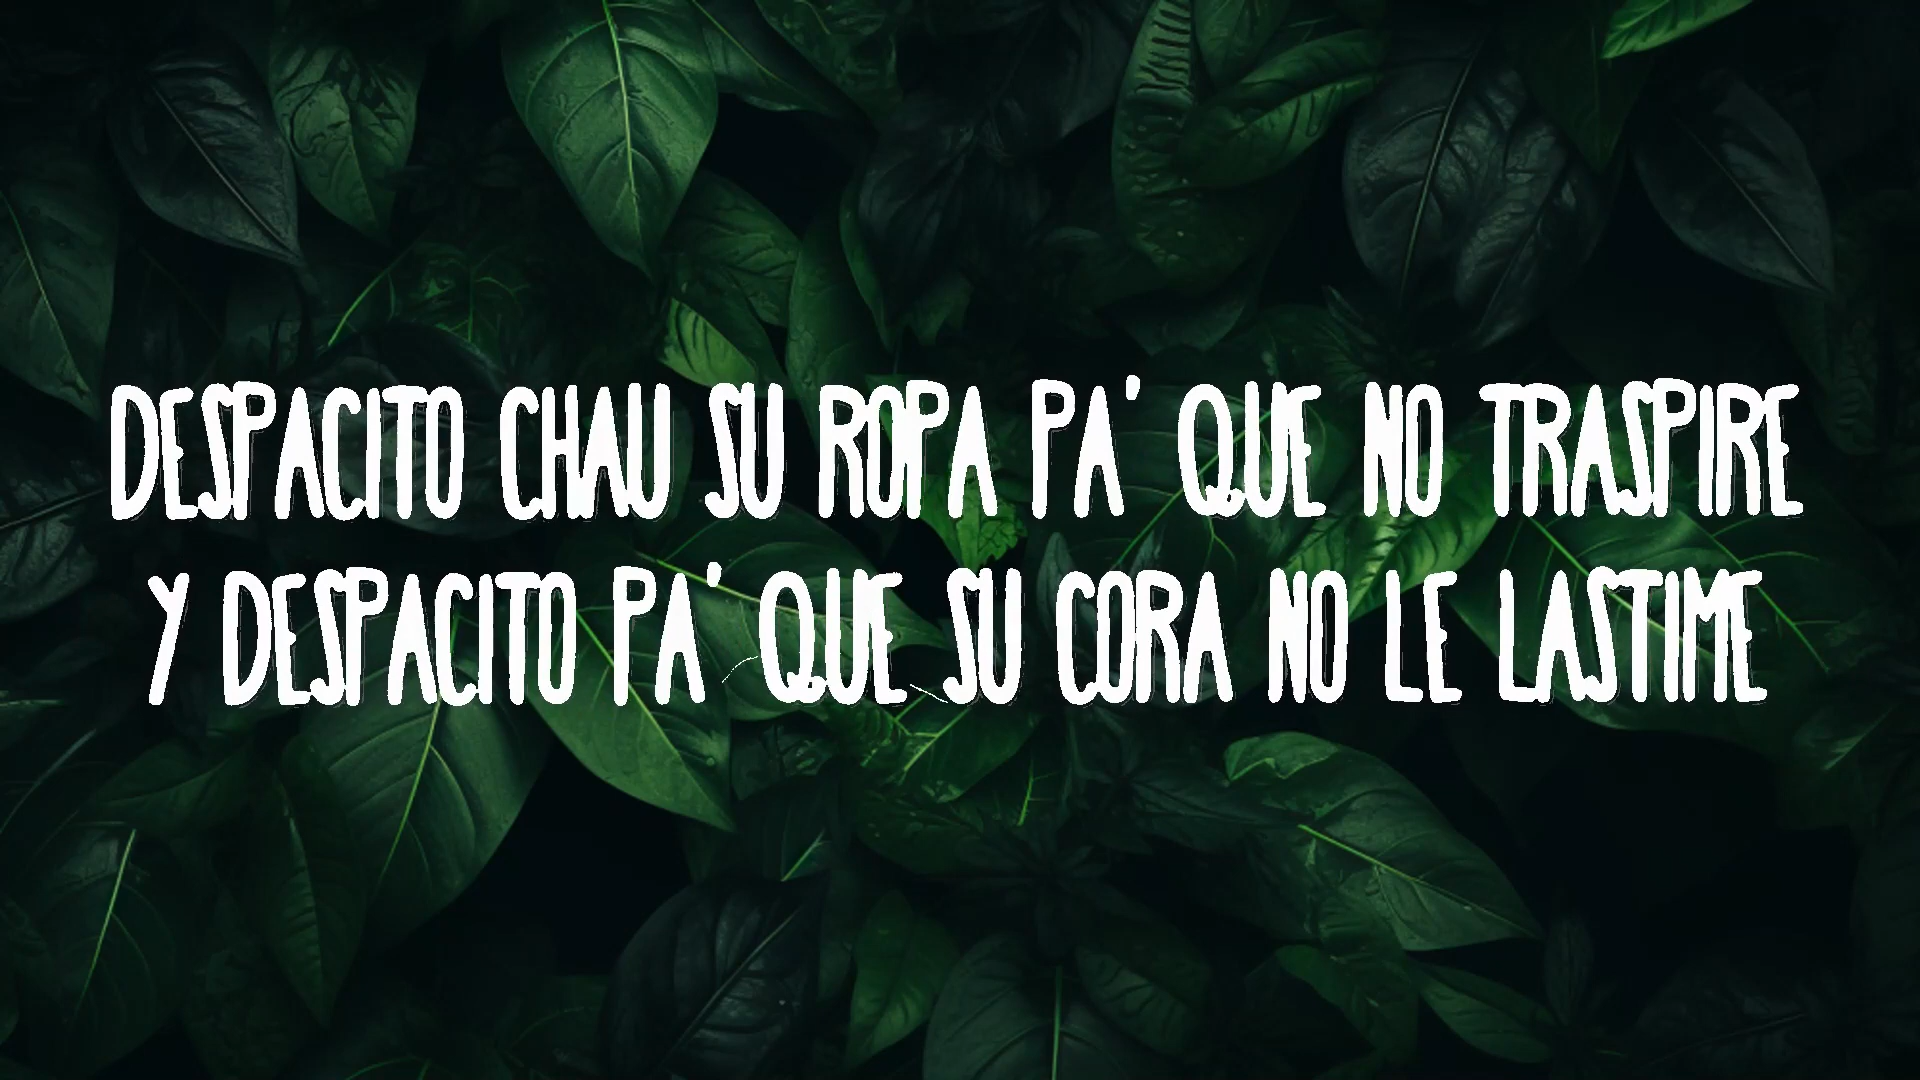 DESPACITO CHAU SU ROPA PA' QUE NO TRASPIRE
Y DESPACITO PA' QUE SU CORA NO LE LASTIME